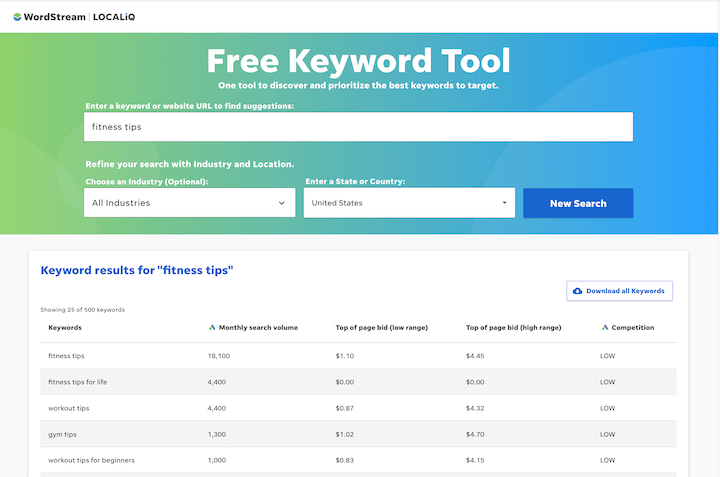 WordStream | LOCALiQ
Free Keyword Tool
One tool to discover and prioritize the best keywords to target.
Enter a keyword or website URL to find suggestions:
fitness tips
Refine your search with Industry and Location.
Choose an Industry (Optional): Enter a State or Country:
All Industries United States New Search
Keyword results for "fitness tips"
Download all Keywords
Showing 25 of 500 keywords
Keywords Monthly search volume Top of page bid (low range) Top of page bid (high range) Competition
fitness tips 18,100 $1.10 $4.45 LOW
fitness tips for life 4,400 $0.00 $0.00 LOW
workout tips 4,400 $0.87 $4.32 LOW
gym tips 1,300 $1.02 $4.70 LOW
workout tips for beginners 1,000 $0.83 $4.15 LOW